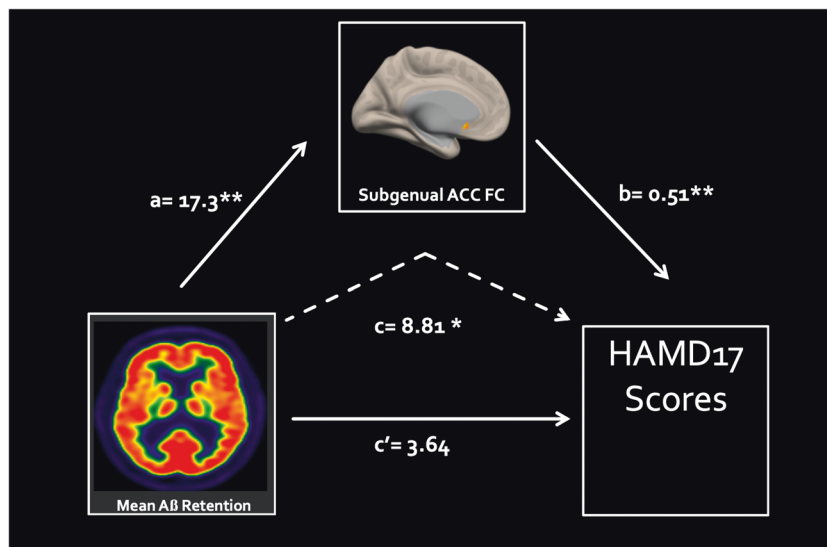 Subgenual ACC FC
a= 17.3**
b= 0.51**
c= 8.81 *
HAMD17
Scores
c′= 3.64
Mean Aß Retention